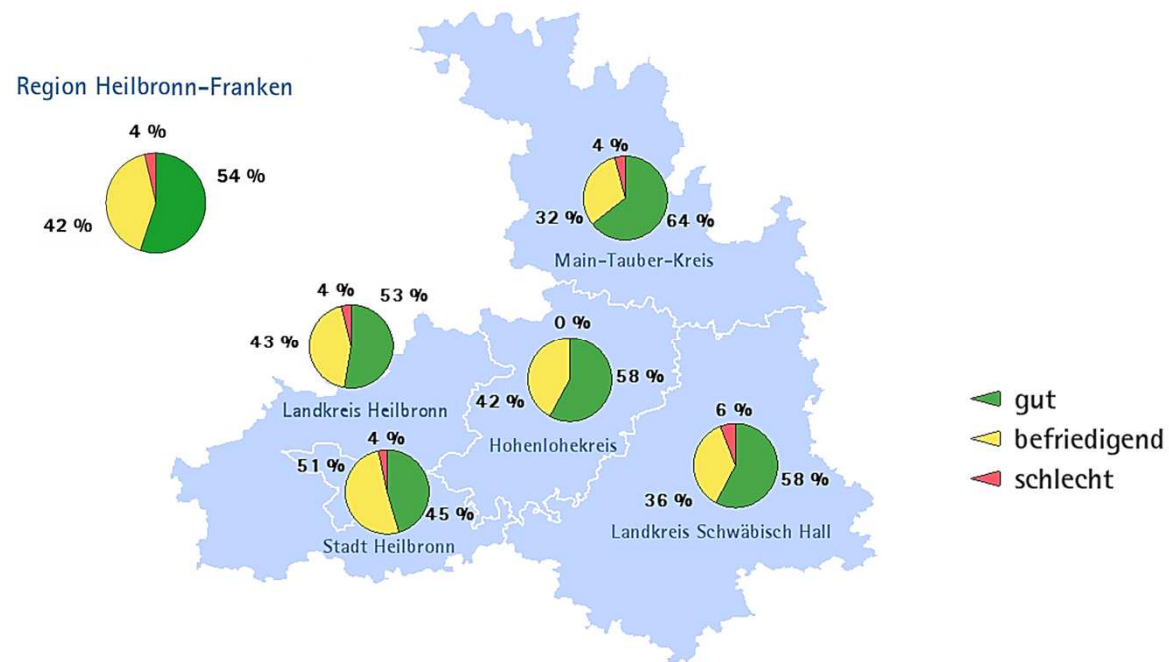 Region Heilbronn-Franken
4 %
54 %
42 %
4 %
32 %
64 %
Main-Tauber-Kreis
4 %
53 %
43 %
Landkreis Heilbronn
0 %
58 %
42 %
Hohenlohekreis
4 %
51 %
45 %
Stadt Heilbronn
6 %
58 %
36 %
Landkreis Schwäbisch Hall
gut
befriedigend
schlecht